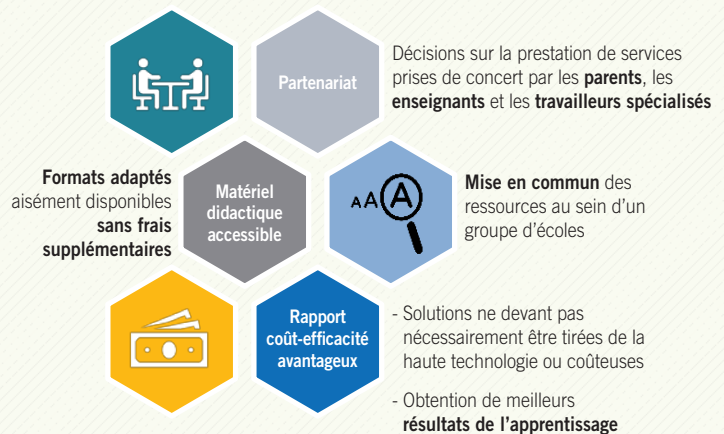 Partenariat
Décisions sur la prestation de services
prises de concert par les parents, les
enseignants et les travailleurs spécialisés
Formats adaptés
aisément disponibles
sans frais
supplémentaires
Matériel
didactique
accessible
AAA
Mise en commun des
ressources au sein d’un
groupe d’écoles
Rapport
coût-efficacité
avantageux
- Solutions ne devant pas
nécessairement être tirées de la
haute technologie ou coûteuses
- Obtention de meilleurs
résultats de l’apprentissage